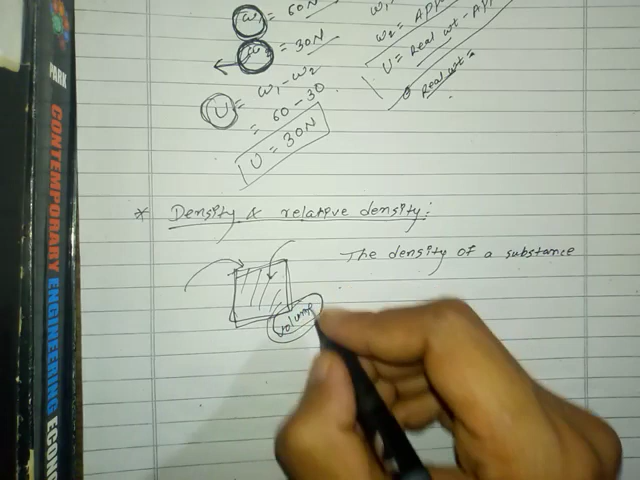 W₁ = 60N
W₂ = 30N
U = W₁ - W₂
= 60 - 30
U = 30N
W₁
W₂ = App
U = Real wt - App
Real wt =
* Density & relative density:
The density of a substance
volume
PARK CONTEMPORARY ENGINEERING ECONO